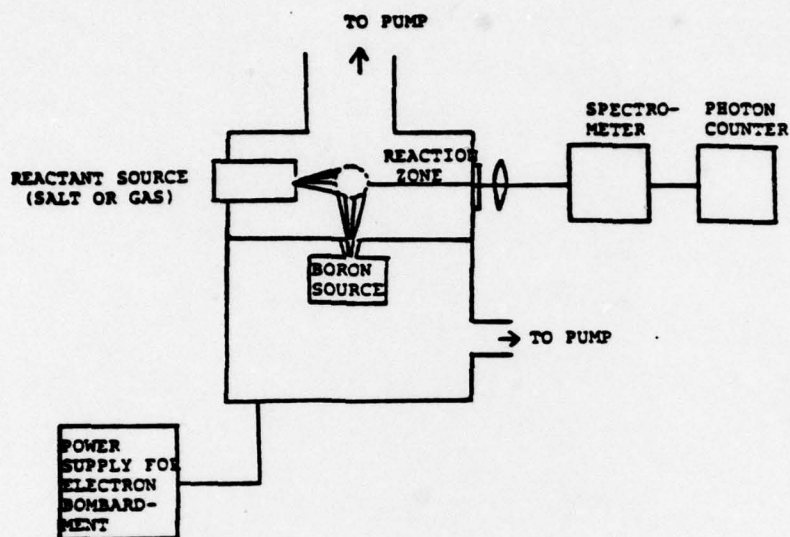 TO PUMP
SPECTRO-
METER
PHOTON
COUNTER
REACTION
ZONE
REACTANT SOURCE
(SALT OR GAS)
BORON
SOURCE
TO PUMP
POWER
SUPPLY FOR
ELECTRON
BOMBARD-
MENT